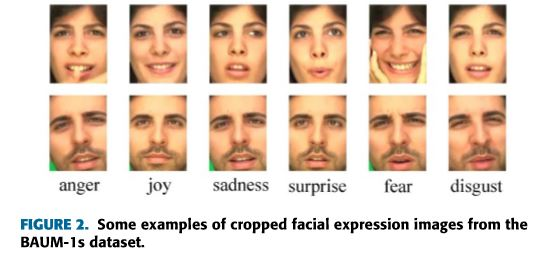 anger joy sadness surprise fear disgust
FIGURE 2. Some examples of cropped facial expression images from the
BAUM-1s dataset.